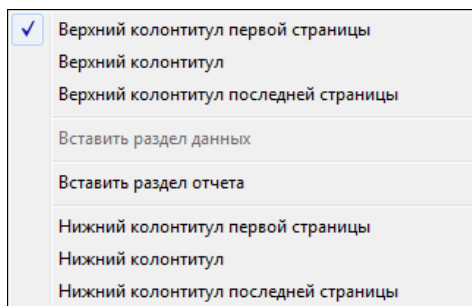 Верхний колонтитул первой страницы
Верхний колонтитул
Верхний колонтитул последней страницы
Вставить раздел данных
Вставить раздел отчета
Нижний колонтитул первой страницы
Нижний колонтитул
Нижний колонтитул последней страницы